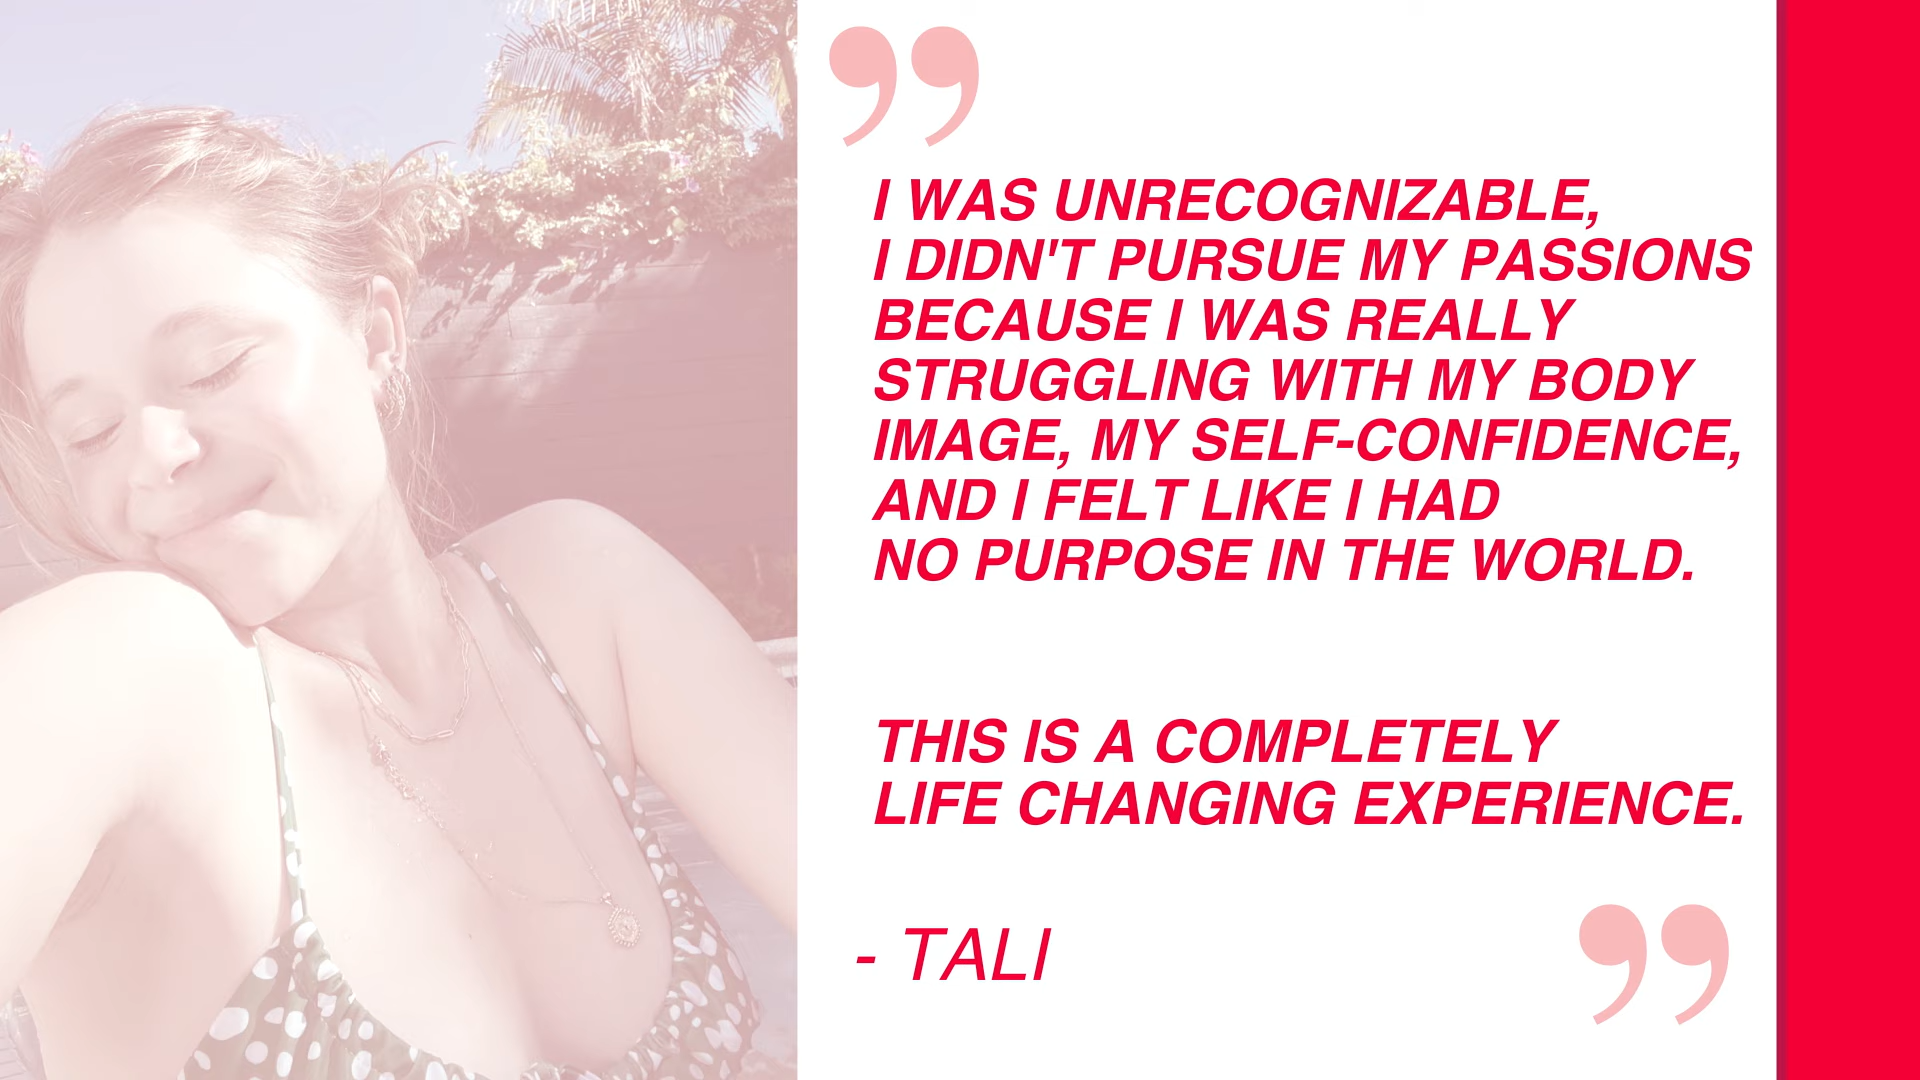 ”
I WAS UNRECOGNIZABLE,
I DIDN'T PURSUE MY PASSIONS
BECAUSE I WAS REALLY
STRUGGLING WITH MY BODY
IMAGE, MY SELF-CONFIDENCE,
AND I FELT LIKE I HAD
NO PURPOSE IN THE WORLD.
THIS IS A COMPLETELY
LIFE CHANGING EXPERIENCE.
- TALI
”